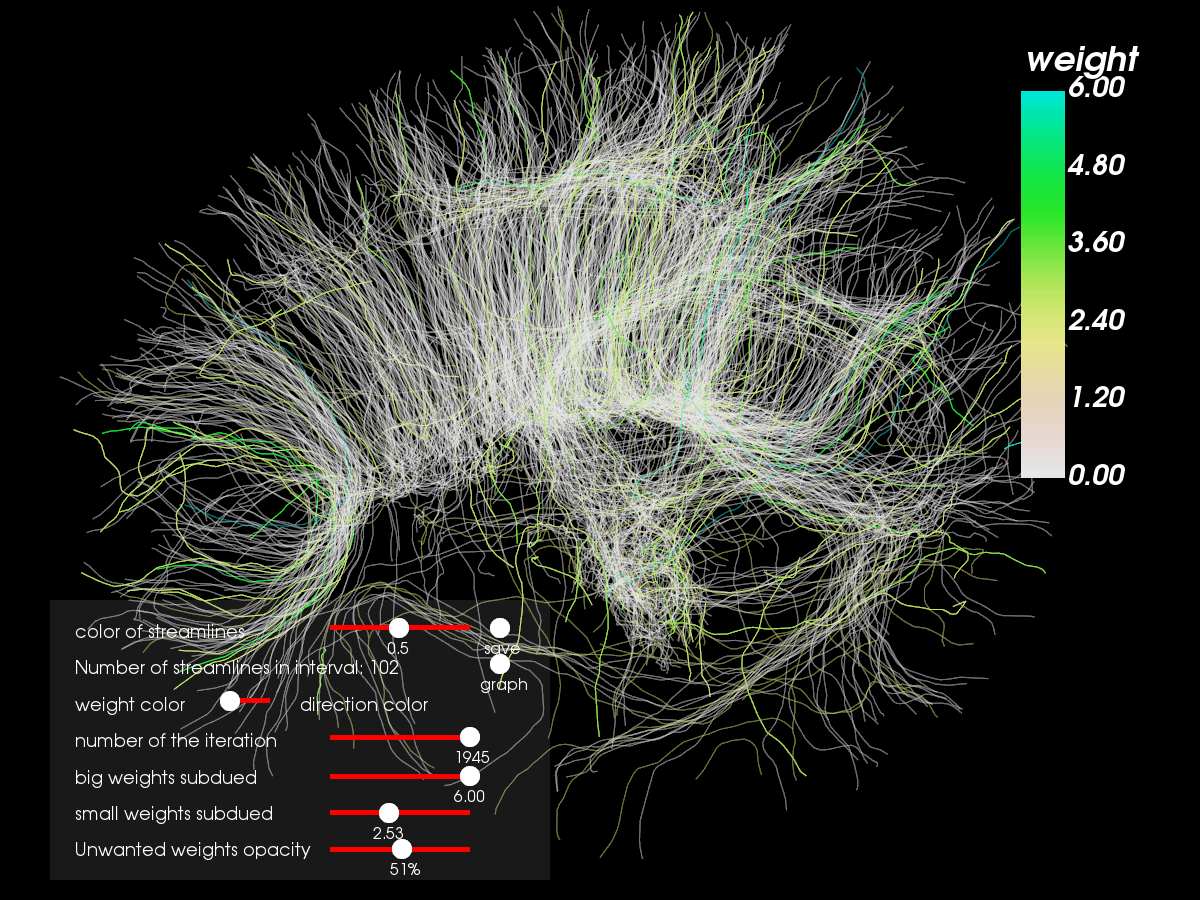 weight
6.00
4.80
3.60
2.40
1.20
0.00
color of streamlines
0.5
save
Number of streamlines in interval: 102
graph
weight color
direction color
number of the iteration
1945
big weights subdued
6.00
small weights subdued
2.53
Unwanted weights opacity
51%